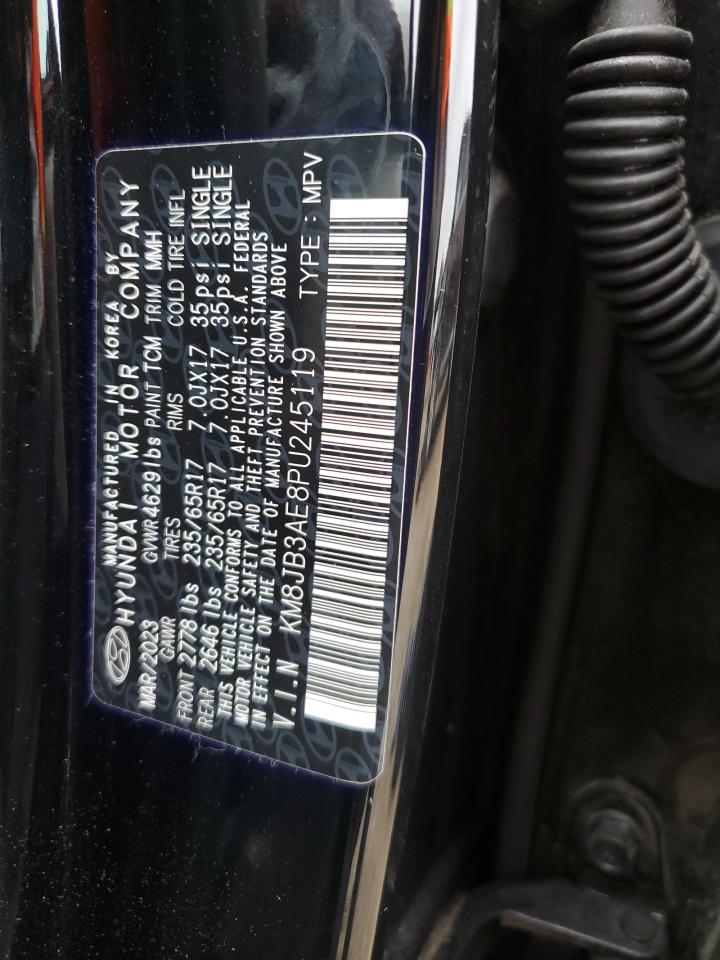 MANUFACTURED IN KOREA BY
HYUNDAI MOTOR COMPANY
MAR/2023 GVWR 4629 lbs PAINT TCM TRIM MMH
GAWR TIRES RIMS COLD TIRE INFL
FRONT 2778 lbs 235/65R17 7.0JX17 35psi SINGLE
REAR 2646 lbs 235/65R17 7.0JX17 35psi SINGLE
THIS VEHICLE CONFORMS TO ALL APPLICABLE U.S.A. FEDERAL
MOTOR VEHICLE SAFETY AND THEFT PREVENTION STANDARDS
IN EFFECT ON THE DATE OF MANUFACTURE SHOWN ABOVE
V.I.N KM8JB3AE8PU245119 TYPE : MPV